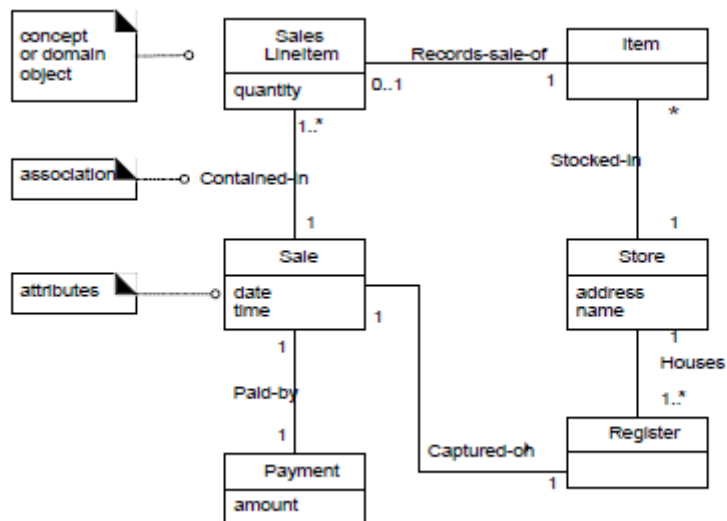 concept
or domain
object
Sales
LineItem
quantity
Records-sale-of
0..1
1
Item
1..*
*
association
Contained-in
Stocked-in
1
1
attributes
Sale
date
time
Store
address
name
1
1
1
Houses
Paid-by
1..*
1
Captured-on
Register
1
Payment
amount